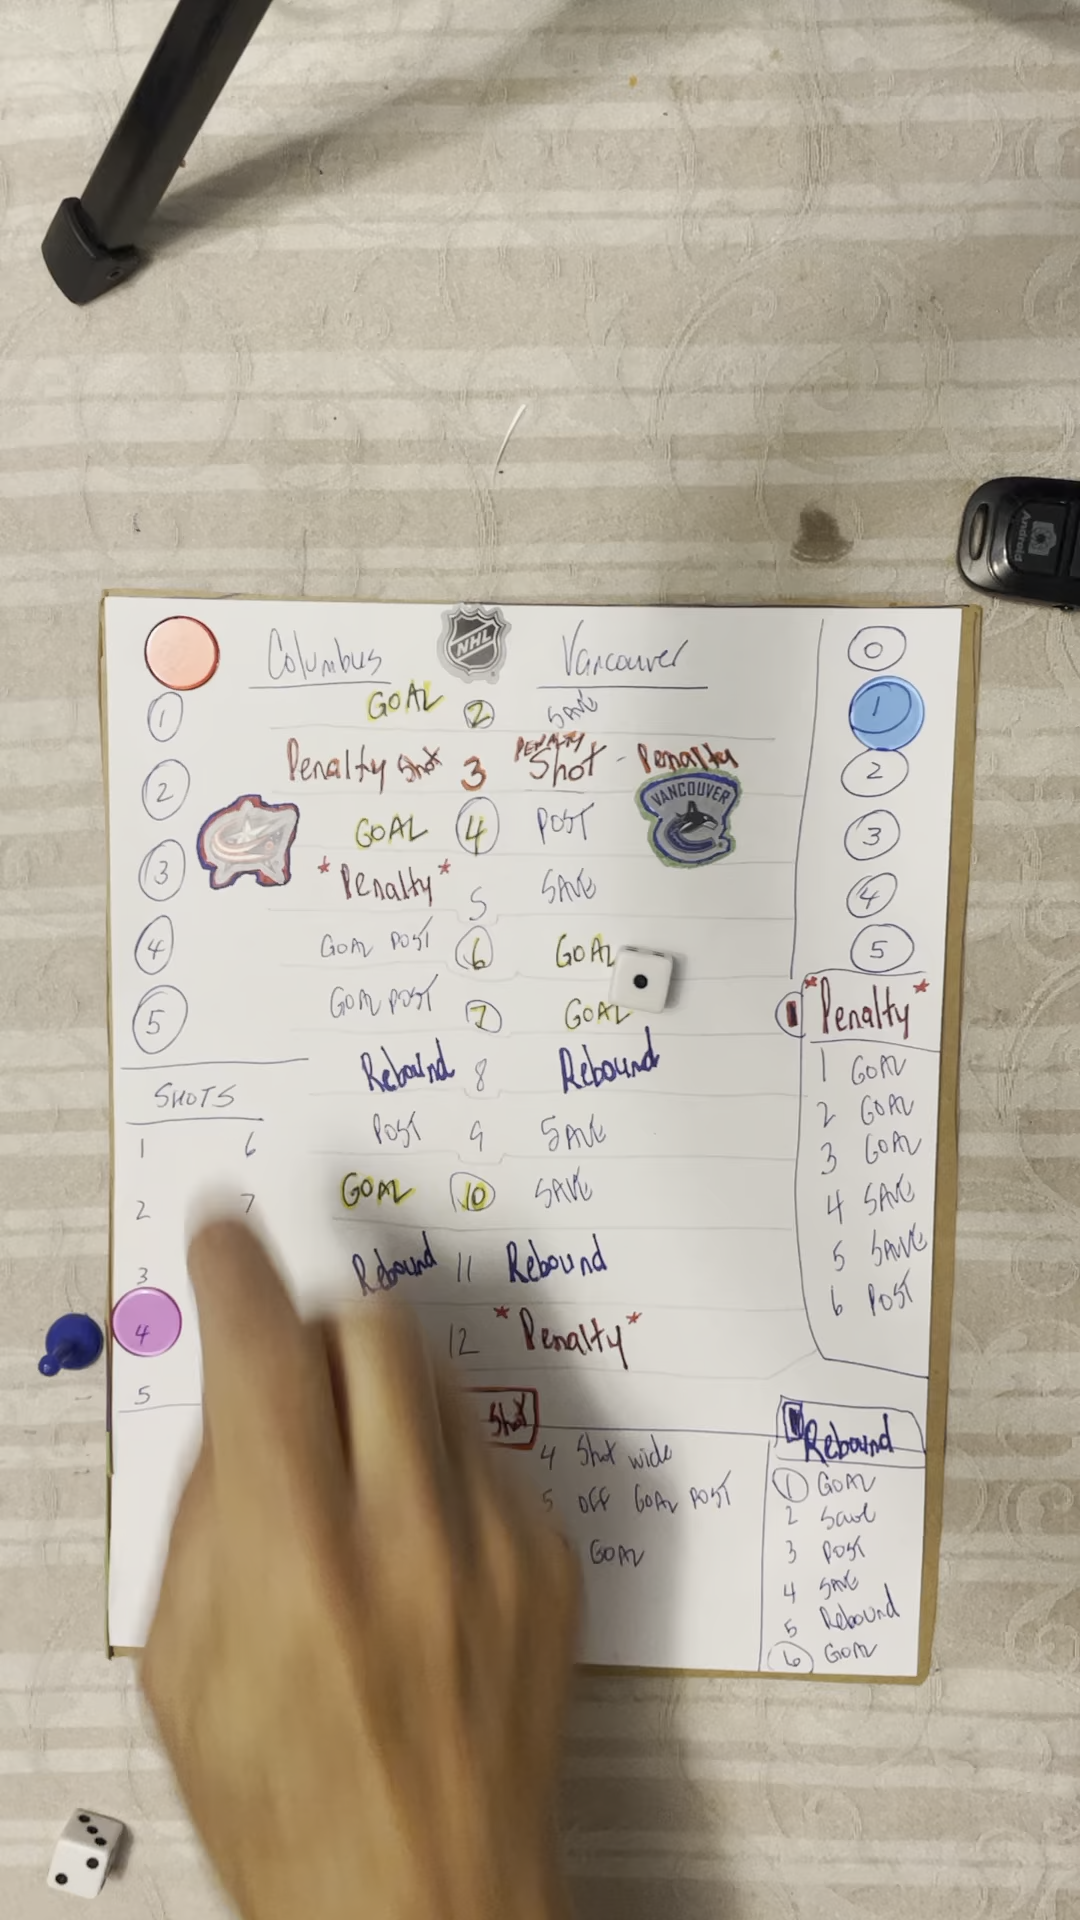 Columbus NHL Vancouver 0
GOAL 2 SAVE
1 1
Penalty Shot 3 PENALTY Shot - Penalty
2 VANCOUVER 2
GOAL 4 POST
3 3
*Penalty* 5 SAVE
4 4
GOAL POST 6 GOAL
5 5
GOAL POST 7 GOAL
Rebound 8 Rebound
POST 9 SAVE
GOAL 10 SAVE
Rebound 11 Rebound
12 *Penalty*
SHOTS
1 6
2 7
3
4
5
*Penalty*
1 GOAL
2 GOAL
3 GOAL
4 SAVE
5 SAVE
6 POST
Shot
4 Shot wide
5 OFF GOAL POST
GOAL
Rebound
1 GOAL
2 Save
3 POST
4 SAVE
5 Rebound
6 GOAL
Android